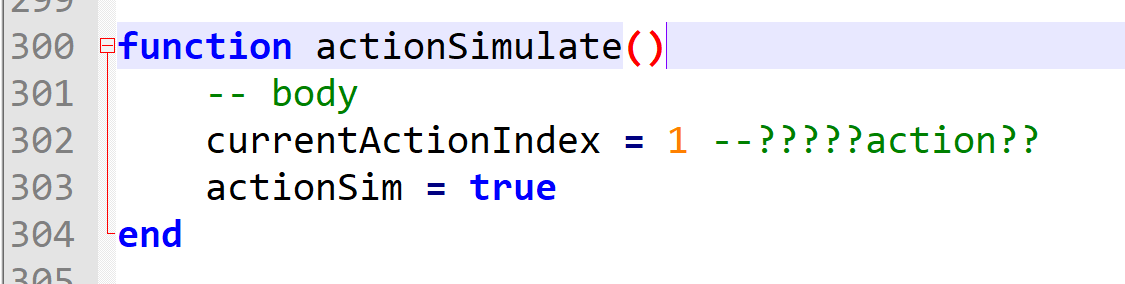 299
300 function actionSimulate()
301 -- body
302 currentActionIndex = 1 --?????action??
303 actionSim = true
304 end
305